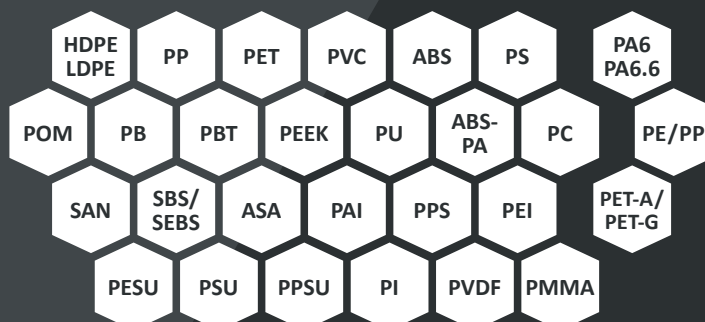 HDPE
LDPE
PP
PET
PVC
ABS
PS
PA6
PA6.6
POM
PB
PBT
PEEK
PU
ABS-
PA
PC
PE/PP
SAN
SBS/
SEBS
ASA
PAI
PPS
PEI
PET-A/
PET-G
PESU
PSU
PPSU
PI
PVDF
PMMA